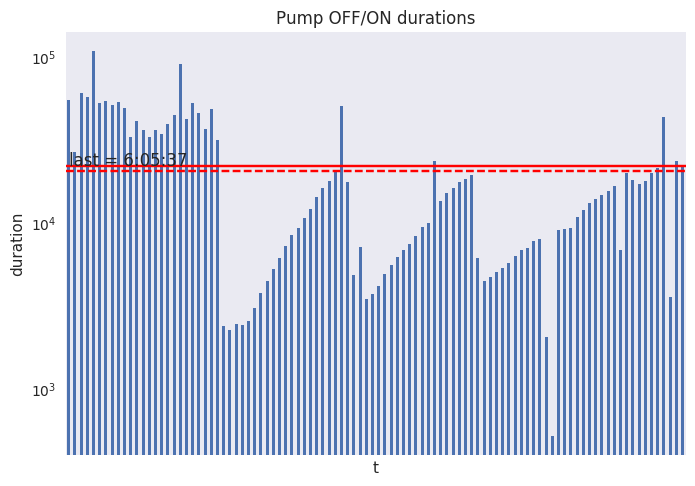 Pump OFF/ON durations
10^5
last = 6:05:37
10^4
duration
10^3
t